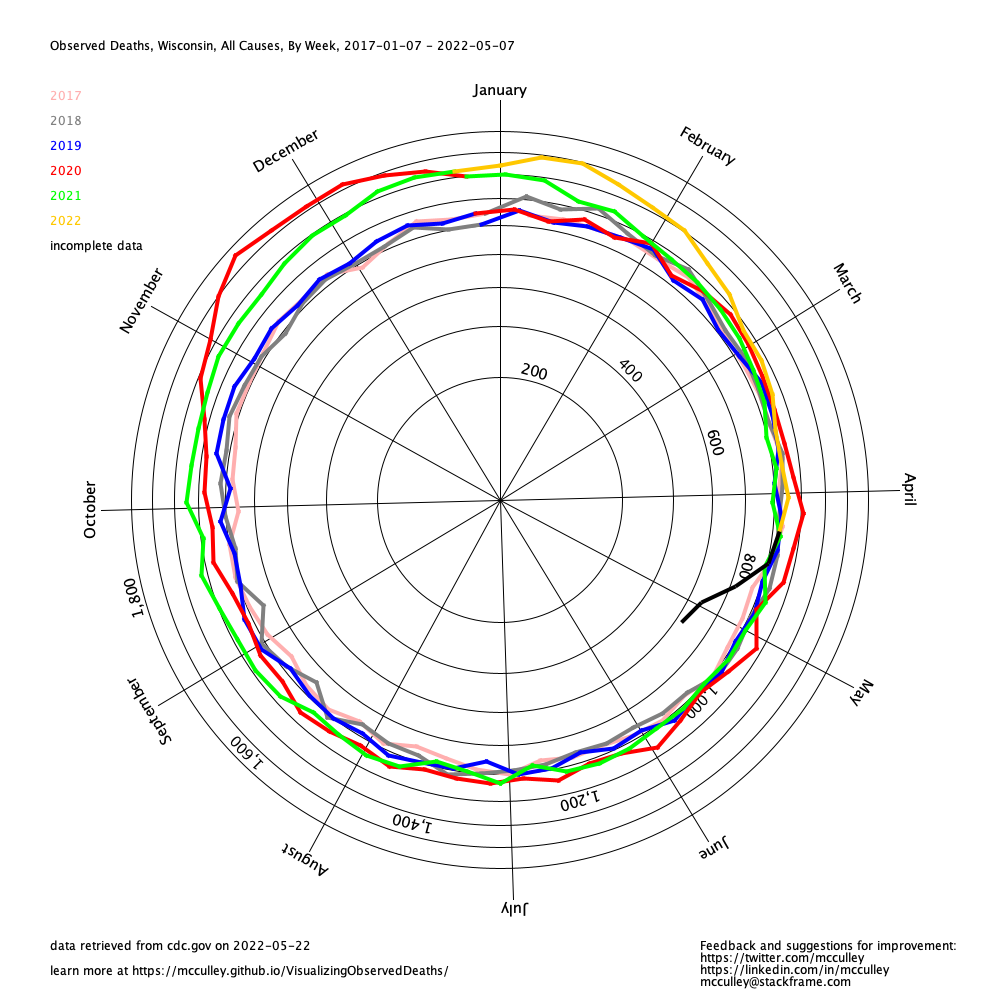 Observed Deaths, Wisconsin, All Causes, By Week, 2017-01-07 - 2022-05-07
2017
2018
2019
2020
2021
2022
incomplete data
January
February
March
April
May
June
July
August
September
October
November
December
200
400
600
800
1,000
1,200
1,400
1,600
1,800
data retrieved from cdc.gov on 2022-05-22
learn more at https://mcculley.github.io/VisualizingObservedDeaths/
Feedback and suggestions for improvement:
https://twitter.com/mcculley
https://linkedin.com/in/mcculley
mcculley@stackframe.com